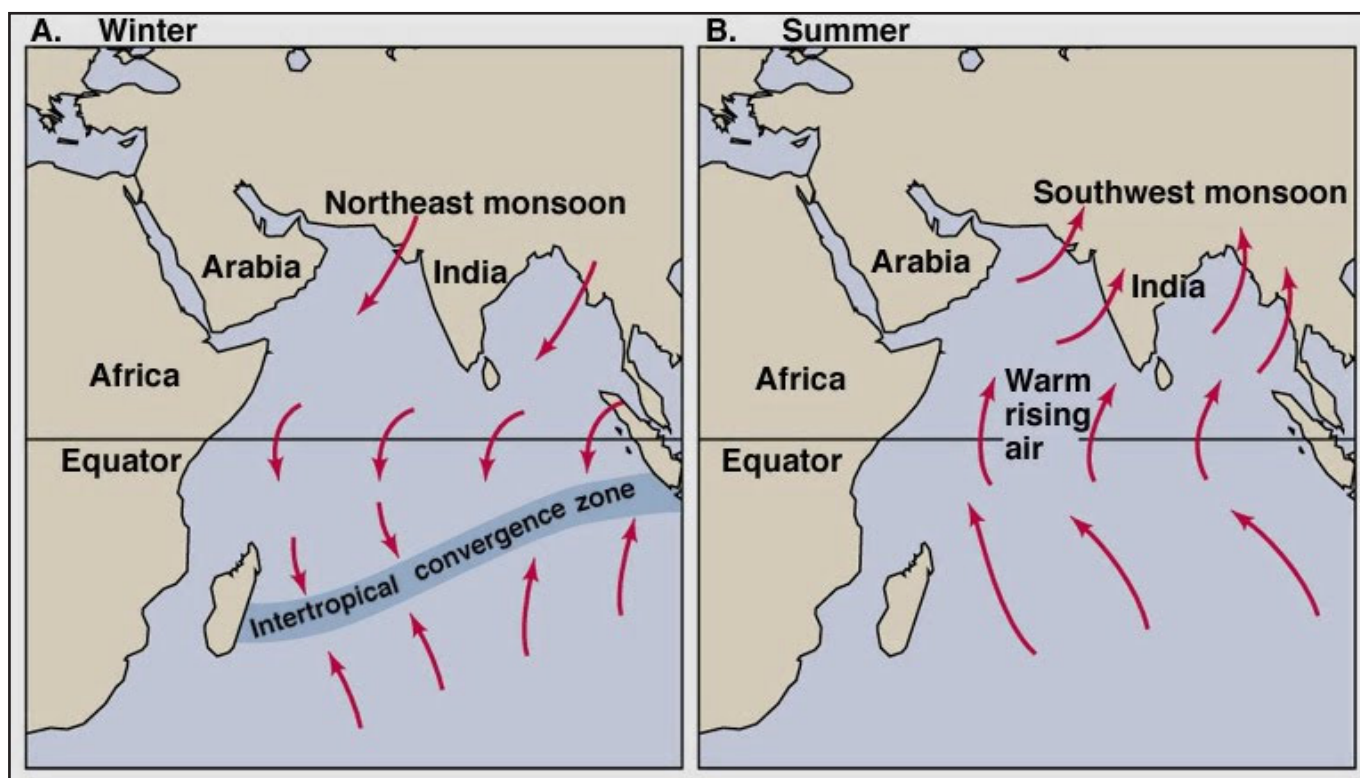 A. Winter
Northeast monsoon
Arabia
India
Africa
Equator
Intertropical convergence zone
B. Summer
Southwest monsoon
Arabia
India
Africa
Warm
rising
air
Equator